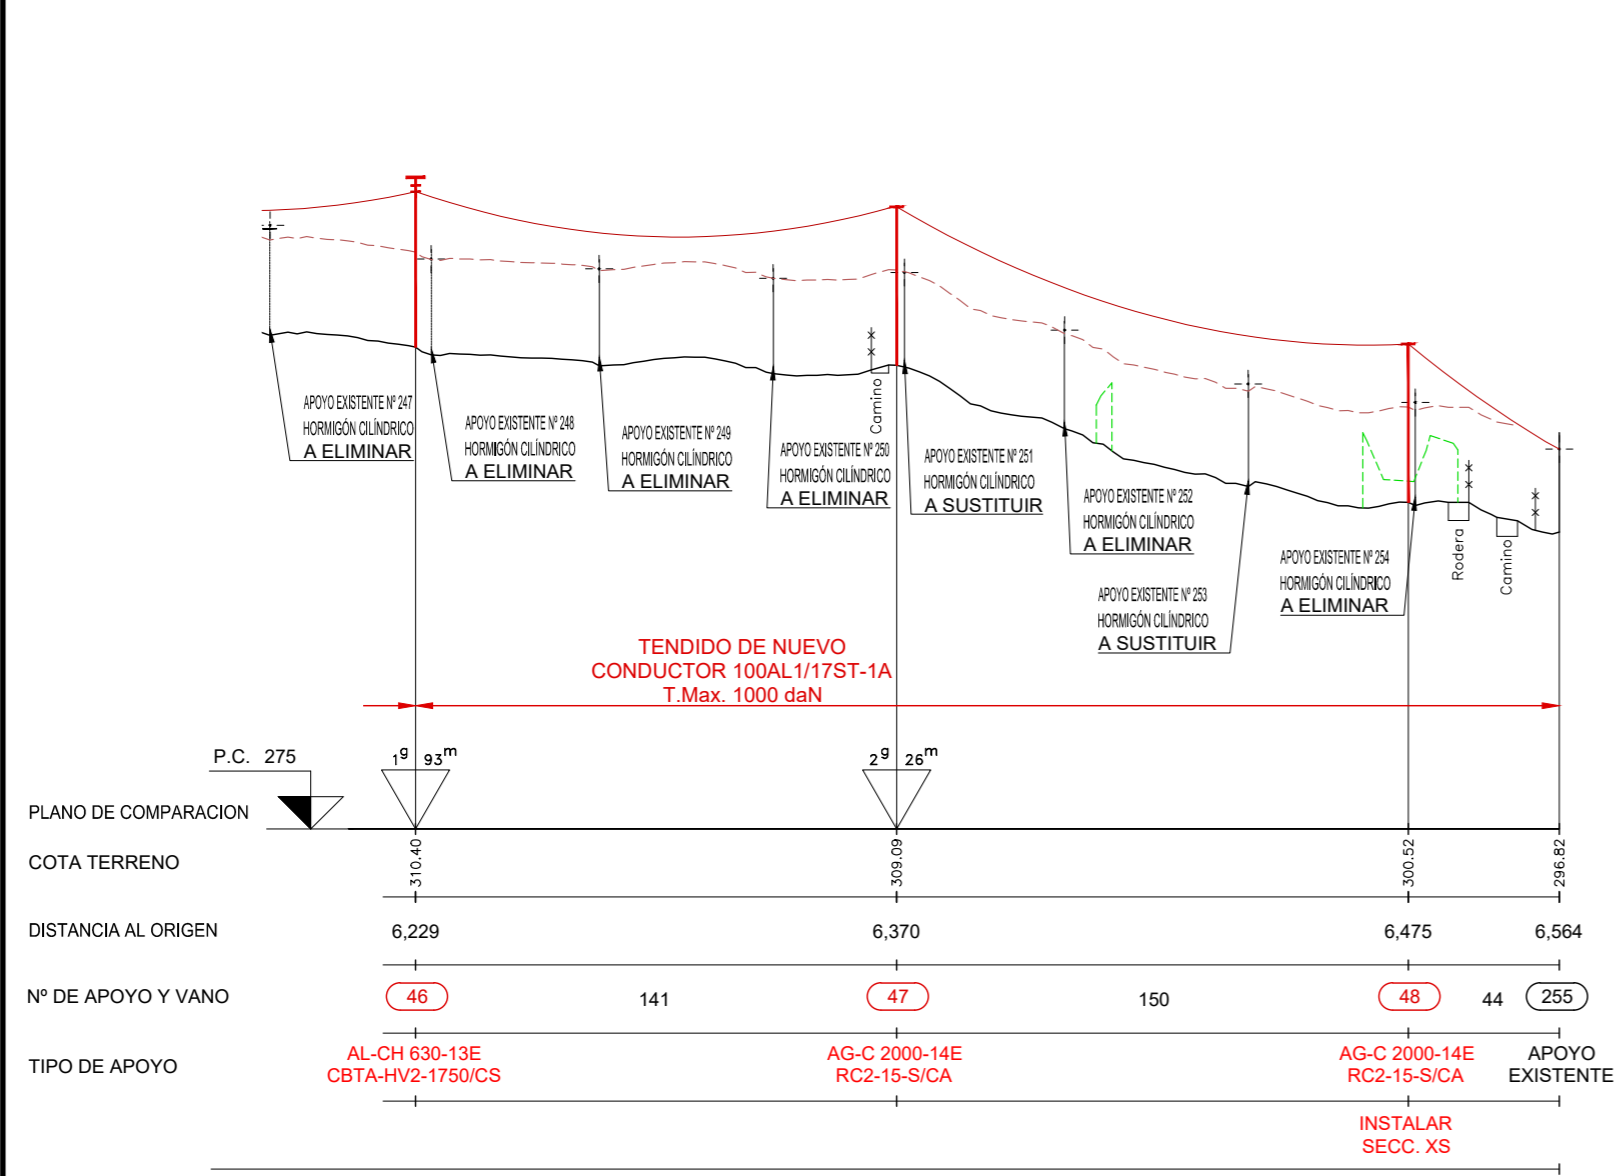 APOYO EXISTENTE Nº 247
HORMIGÓN CILÍNDRICO
A ELIMINAR
APOYO EXISTENTE Nº 248
HORMIGÓN CILÍNDRICO
A ELIMINAR
APOYO EXISTENTE Nº 249
HORMIGÓN CILÍNDRICO
A ELIMINAR
APOYO EXISTENTE Nº 250
HORMIGÓN CILÍNDRICO
A ELIMINAR
Camino
APOYO EXISTENTE Nº 251
HORMIGÓN CILÍNDRICO
A SUSTITUIR
APOYO EXISTENTE Nº 252
HORMIGÓN CILÍNDRICO
A ELIMINAR
APOYO EXISTENTE Nº 253
HORMIGÓN CILÍNDRICO
A SUSTITUIR
APOYO EXISTENTE Nº 254
HORMIGÓN CILÍNDRICO
A ELIMINAR
Rodera
Camino
TENDIDO DE NUEVO
CONDUCTOR 100AL1/17ST-1A
T.Max. 1000 daN
P.C. 275
1g 93m
2g 26m
PLANO DE COMPARACION
COTA TERRENO
310.40
309.09
300.52
296.82
DISTANCIA AL ORIGEN
6,229
6,370
6,475
6,564
Nº DE APOYO Y VANO
46
141
47
150
48
44
255
TIPO DE APOYO
AL-CH 630-13E
CBTA-HV2-1750/CS
AG-C 2000-14E
RC2-15-S/CA
AG-C 2000-14E
RC2-15-S/CA
APOYO
EXISTENTE
INSTALAR
SECC. XS